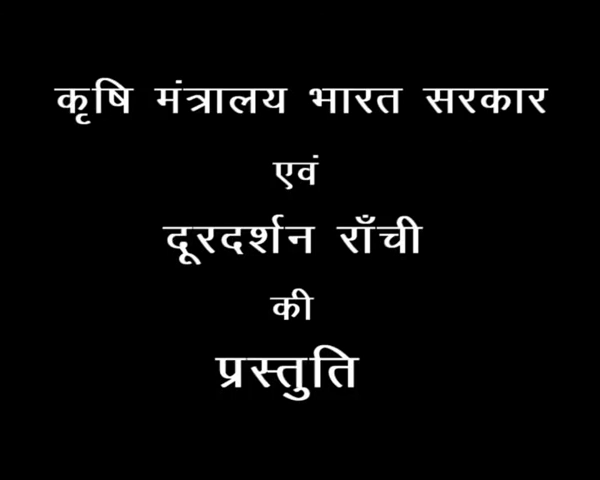 कृषि मंत्रालय भारत सरकार
एवं
दूरदर्शन राँची
की
प्रस्तुति